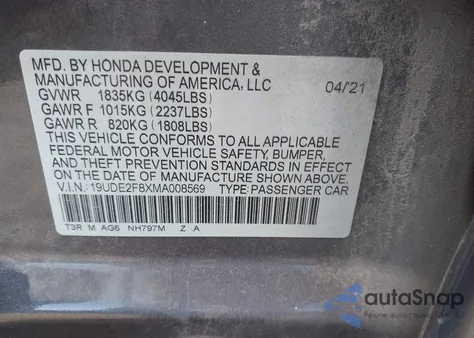 MFD. BY HONDA DEVELOPMENT &
MANUFACTURING OF AMERICA, LLC 04/21
GVWR 1835KG (4045LBS)
GAWR F 1015KG (2237LBS)
GAWR R 820KG (1808LBS)
THIS VEHICLE CONFORMS TO ALL APPLICABLE
FEDERAL MOTOR VEHICLE SAFETY, BUMPER,
AND THEFT PREVENTION STANDARDS IN EFFECT
ON THE DATE OF MANUFACTURE SHOWN ABOVE.
V.I.N.: 19UDE2F8XMA008569 TYPE: PASSENGER CAR
T3R M AG6 NH797M Z A
autoSnap